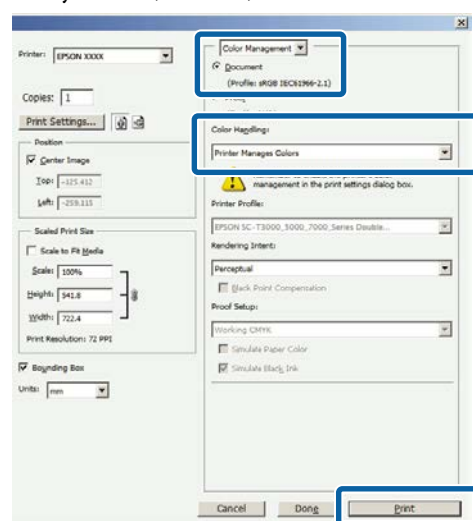 Printer: EPSON XXXX
Copies: 1
Print Settings...
Position
Center Image
Top: -125.412
Left: -259.115
Scaled Print Size
Scale to Fit Media
Scale: 100%
Height: 541.8
Width: 722.4
Print Resolution: 72 PPI
Bounding Box
Units: mm
Color Management
Document
(Profile: sRGB IEC61966-2.1)
Color Handling:
Printer Manages Colors
management in the print settings dialog box.
Printer Profile:
EPSON SC-T3000_5000_7000_Series Double...
Rendering Intent:
Perceptual
Black Point Compensation
Proof Setup:
Working CMYK
Simulate Paper Color
Simulate Black Ink
Cancel
Done
Print